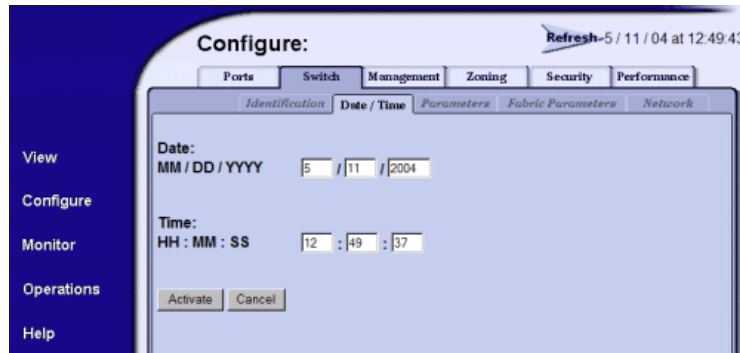 Configure:
Refresh 5 / 11 / 04 at 12:49:43
Ports Switch Management Zoning Security Performance
Identification Date / Time Parameters Fabric Parameters Network
Date:
MM / DD / YYYY 5 / 11 / 2004
Time:
HH : MM : SS 12 : 49 : 37
Activate Cancel
View
Configure
Monitor
Operations
Help